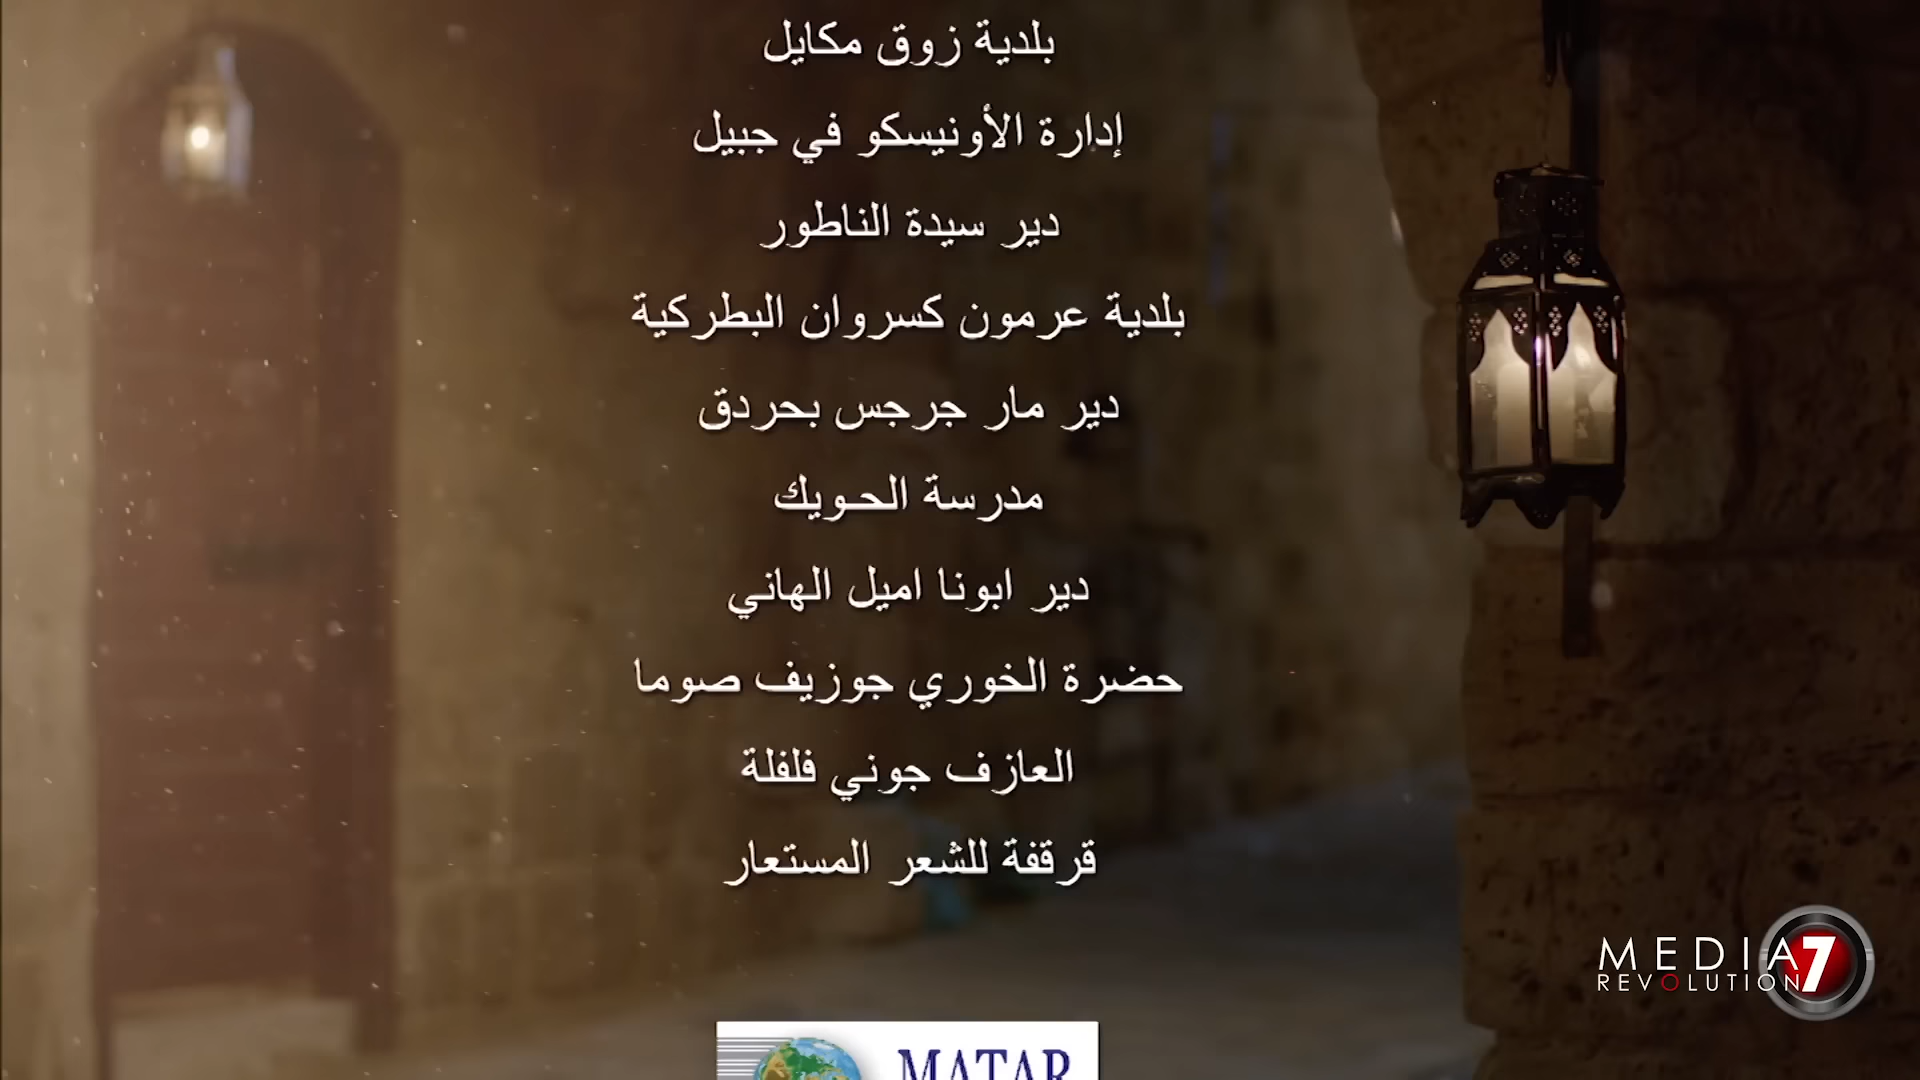 بلدية زوق مكايل
إدارة الأونيسكو في جبيل
دير سيدة الناطور
بلدية عرمون كسروان البطركية
دير مار جرجس بحردق
مدرسة الحويك
دير ابونا اميل الهاني
حضرة الخوري جوزيف صوما
العازف جوني فلفلة
قرقفة للشعر المستعار
MEDIA 7
REVOLUTION
MATAR